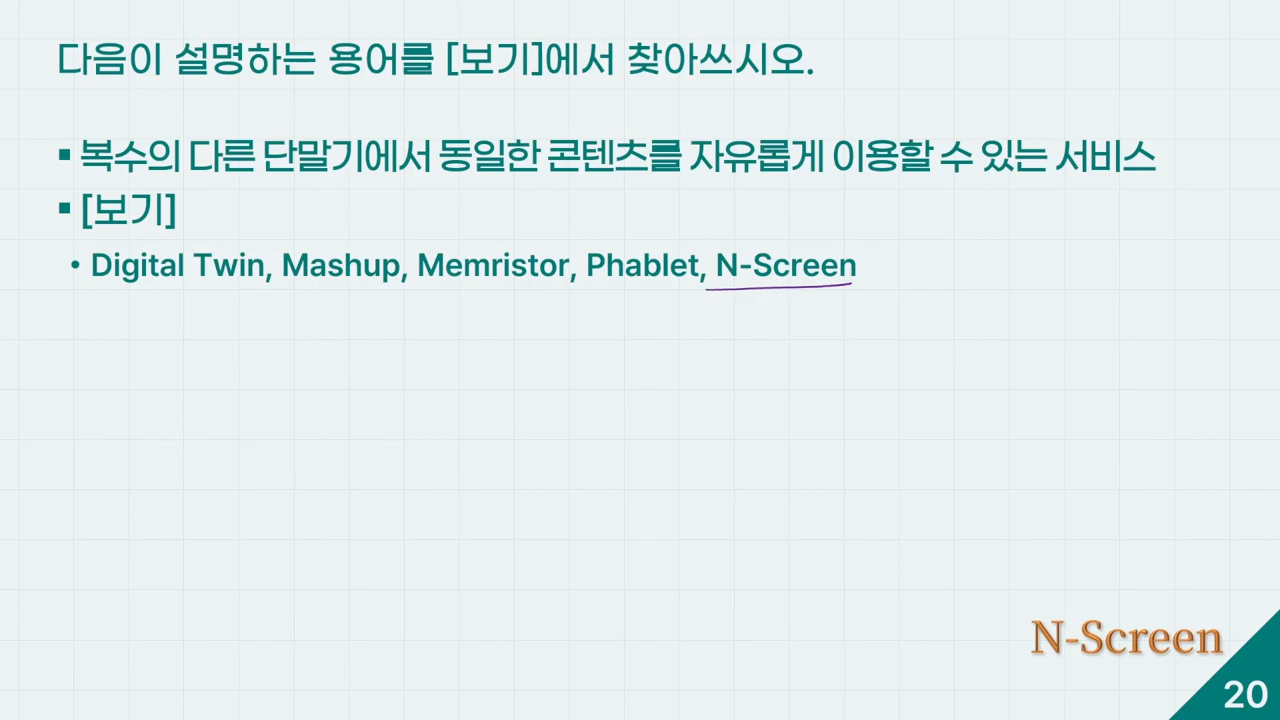 다음이 설명하는 용어를 [보기]에서 찾아쓰시오.
▪ 복수의 다른 단말기에서 동일한 콘텐츠를 자유롭게 이용할 수 있는 서비스
▪ [보기]
• Digital Twin, Mashup, Memristor, Phablet, N-Screen
N-Screen
20